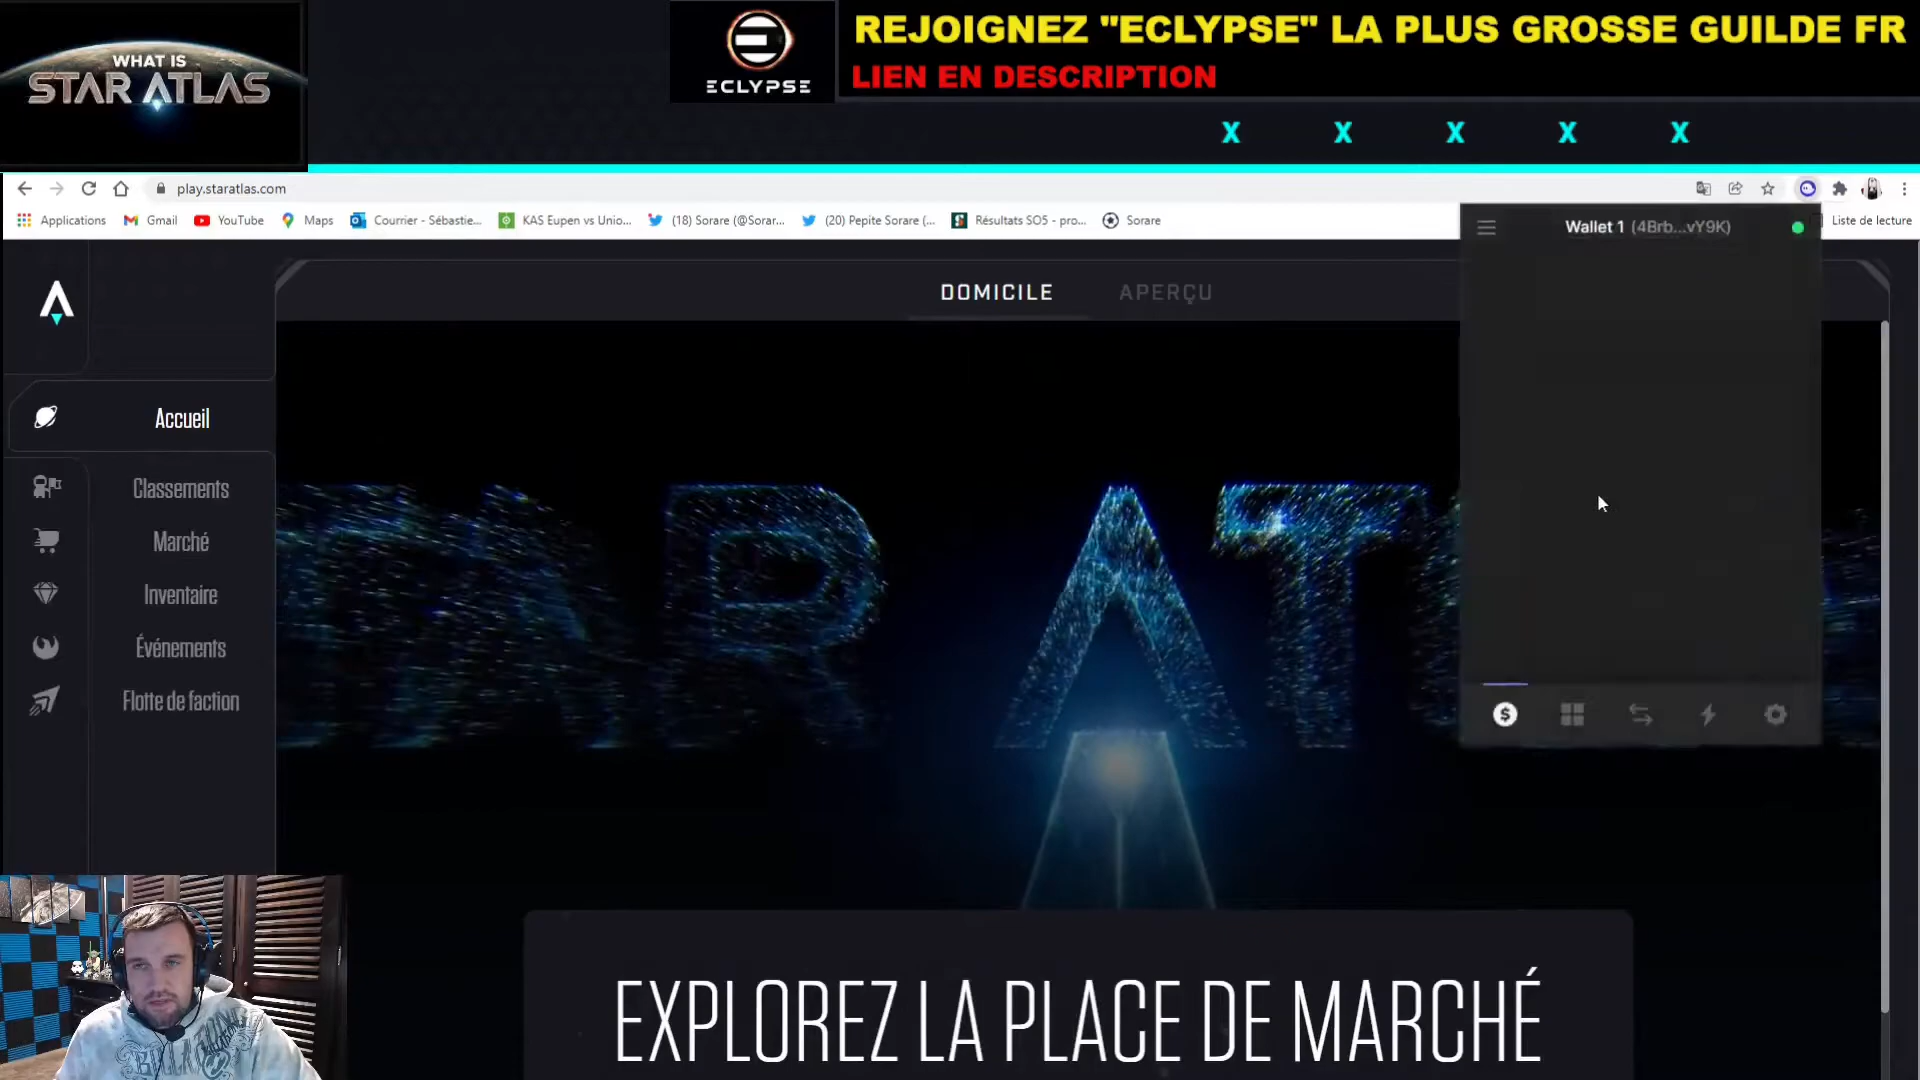 WHAT IS
STAR ATLAS
ECLYPSE
REJOIGNEZ "ECLYPSE" LA PLUS GROSSE GUILDE FR
LIEN EN DESCRIPTION
X X X X X
play.staratlas.com
Applications Gmail YouTube Maps Courrier - Sébastie... KAS Eupen vs Unio... (18) Sorare (@Sorar... (20) Pepite Sorare (... Résultats SO5 - pro... Sorare Liste de lecture
Wallet 1 (4Brb...vY9K)
DOMICILE APERÇU
Accueil
Classements
Marché
Inventaire
Événements
Flotte de faction
TAR AT
EXPLOREZ LA PLACE DE MARCHÉ